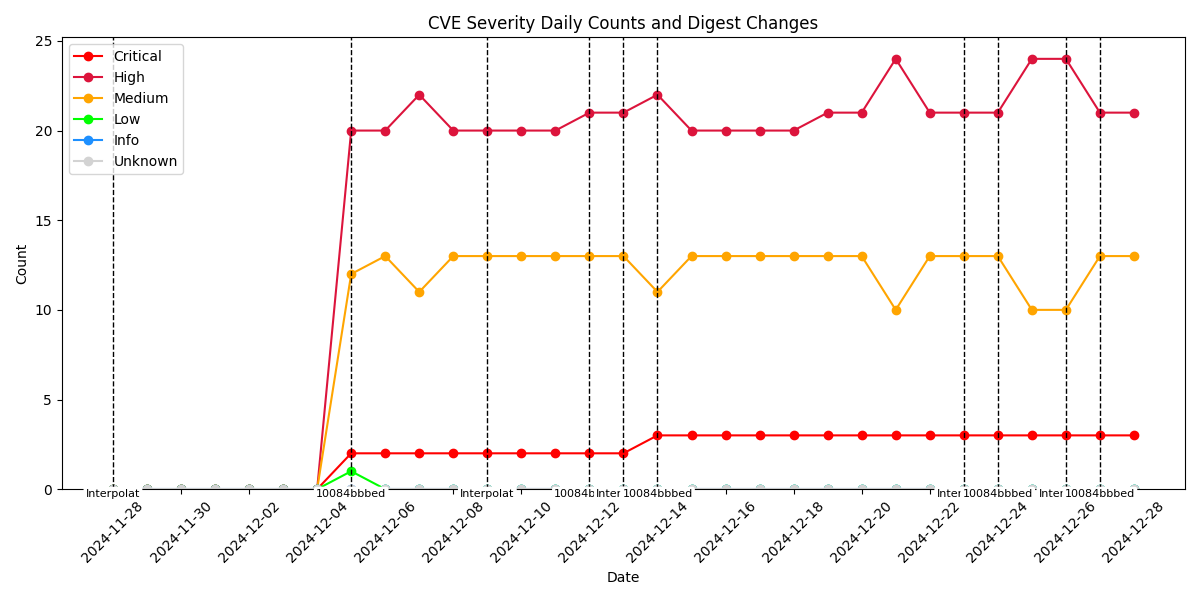 CVE Severity Daily Counts and Digest Changes
Critical
High
Medium
Low
Info
Unknown
Count
25
20
15
10
5
0
Interpolat
10084bbbed
Interpolat
10084b
Inter
10084bbbed
Inter
10084bbbed
Inter
10084bbbed
2024-11-28
2024-11-30
2024-12-02
2024-12-04
2024-12-06
2024-12-08
2024-12-10
2024-12-12
2024-12-14
2024-12-16
2024-12-18
2024-12-20
2024-12-22
2024-12-24
2024-12-26
2024-12-28
Date